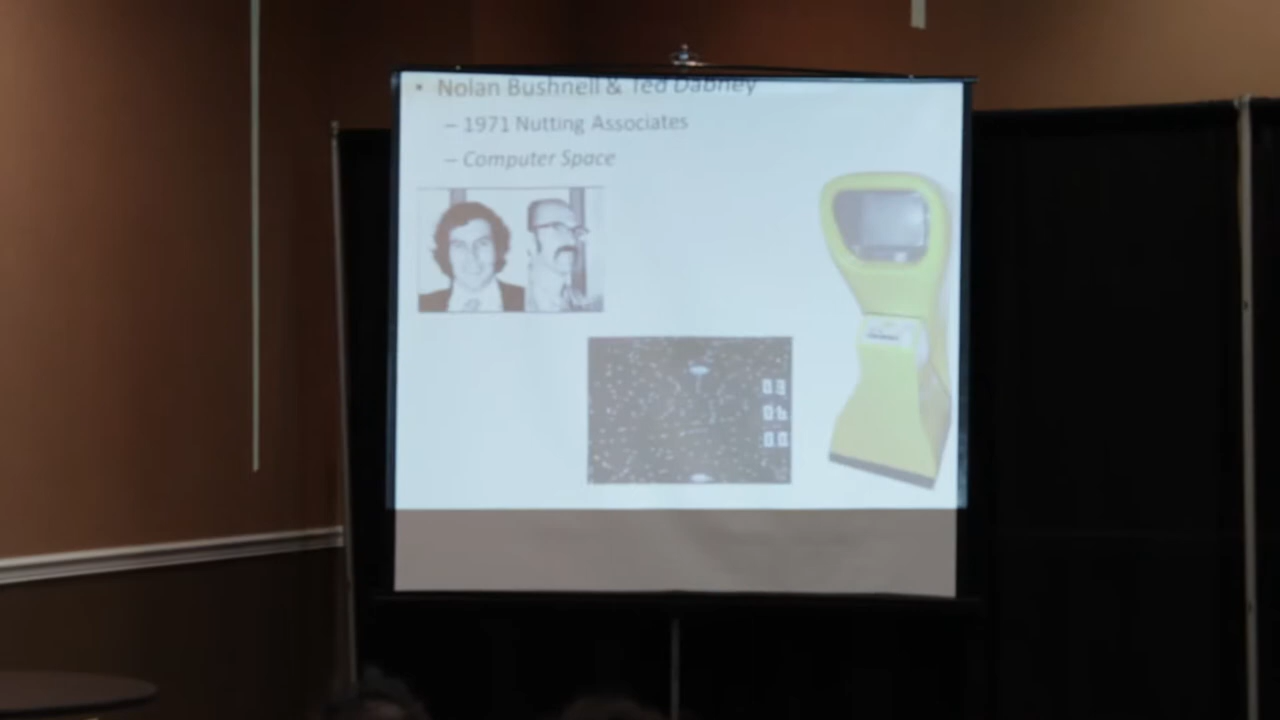 • Nolan Bushnell & Ted Dabney
– 1971 Nutting Associates
– Computer Space